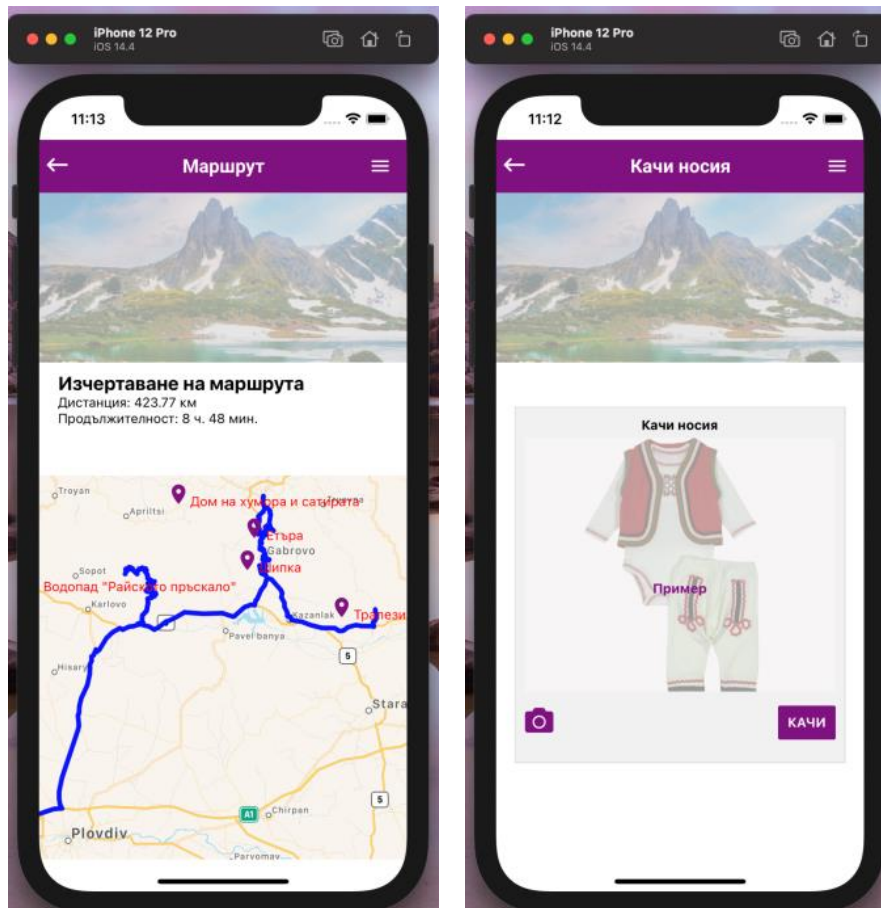 iPhone 12 Pro
iOS 14.4
11:13
Маршрут
Изчертаване на маршрута
Дистанция: 423.77 км
Продължителност: 8 ч. 48 мин.
Troyan
Apriltsi
Дом на хумора и сатирата
Етъра
Gabrovo
Шипка
Sopot
Водопад "Райското пръскало"
Karlovo
Kazanlak
Трапези
Pavel banya
5
Hisary
Stara
5
A1
Chirpan
Plovdiv
Parvomay
iPhone 12 Pro
iOS 14.4
11:12
Качи носия
Качи носия
Пример
КАЧИ